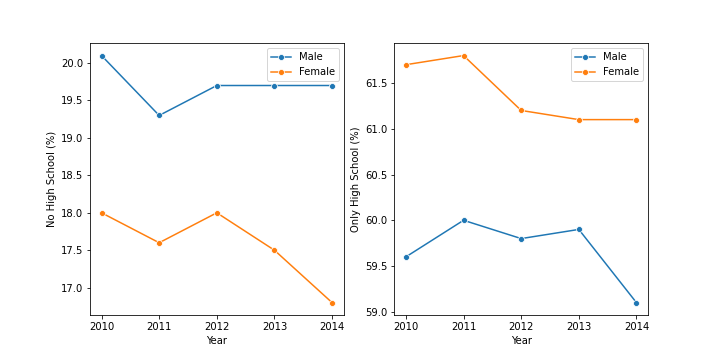 No High School (%)
20.0
19.5
19.0
18.5
18.0
17.5
17.0
2010 2011 2012 2013 2014
Year
Male
Female
Only High School (%)
61.5
61.0
60.5
60.0
59.5
59.0
2010 2011 2012 2013 2014
Year
Male
Female